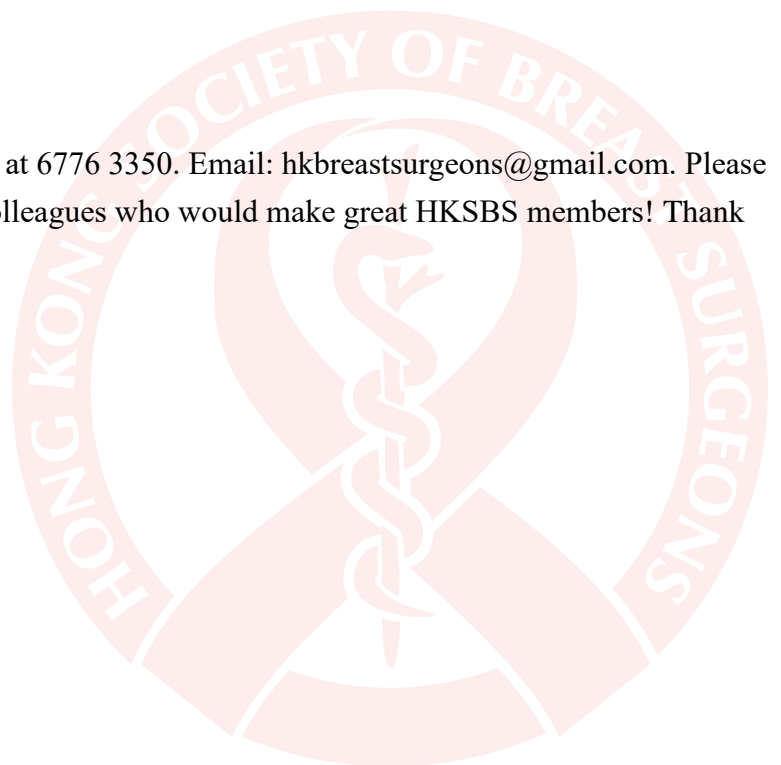 HONG KONG SOCIETY OF BREAST SURGEONS
at 6776 3350. Email: hkbreastsurgeons@gmail.com. Please
lleagues who would make great HKSBS members! Thank